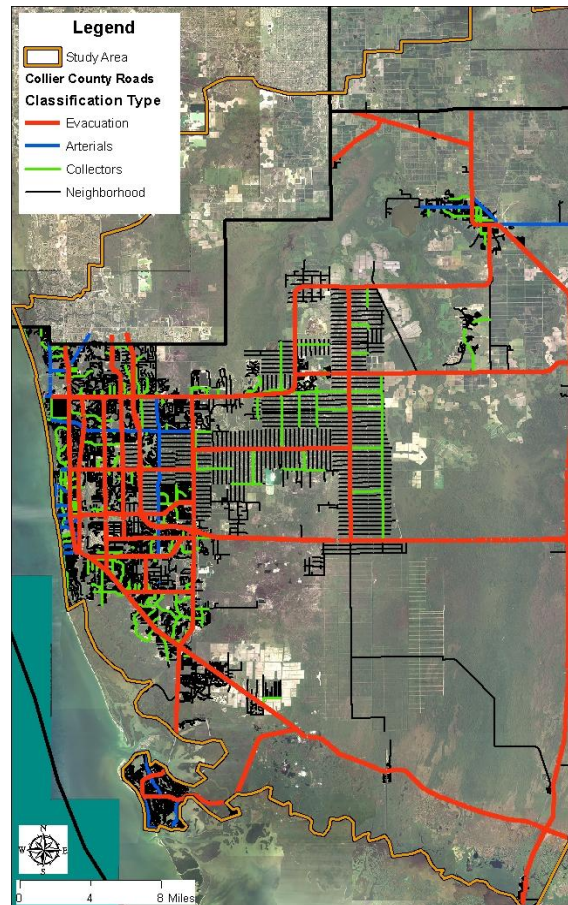 Legend
Study Area
Collier County Roads
Classification Type
Evacuation
Arterials
Collectors
Neighborhood
N
W E
S
0 4 8 Miles